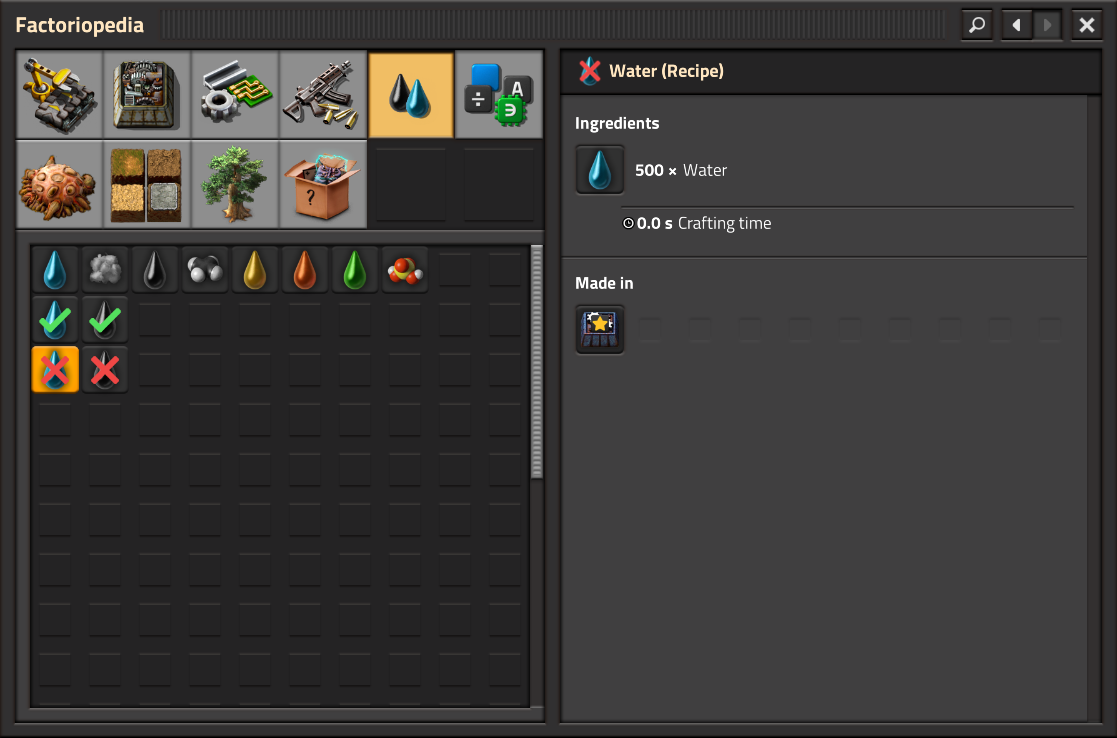 Factoriopedia
÷ A
∃
?
Water (Recipe)
Ingredients
500 × Water
0.0 s Crafting time
Made in